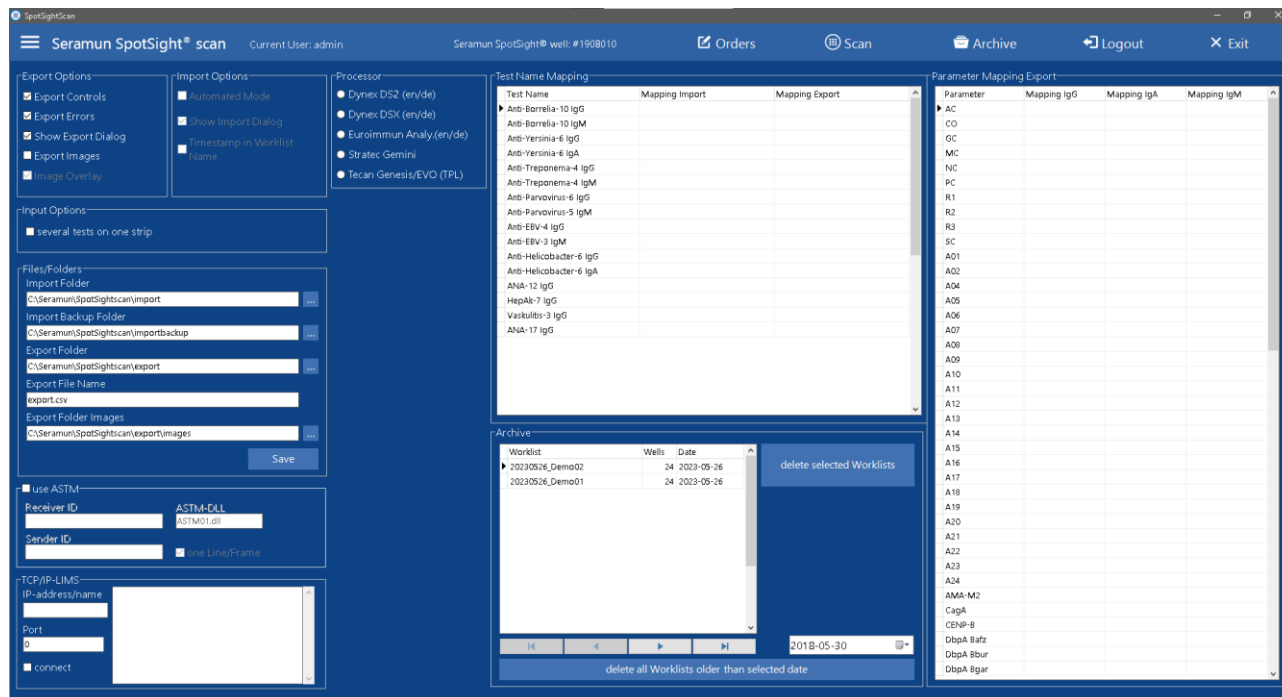 SpotSightScan
Seramun SpotSight® scan Current User: admin Seramun SpotSight® well: #1908010 Orders Scan Archive Logout Exit
Export Options
Export Controls
Export Errors
Show Export Dialog
Export Images
Image Overlay
Import Options
Automated Mode
Show Import Dialog
Timestamp in Worklist
Name
Processor
Dynex DS2 (en/de)
Dynex DSX (en/de)
Euroimmun Analy.(en/de)
Stratec Gemini
Tecan Genesis/EVO (TPL)
Input Options
several tests on one strip
Files/Folders
Import Folder
C:\Seramun\SpotSightscan\import ...
Import Backup Folder
C:\Seramun\SpotSightscan\importbackup ...
Export Folder
C:\Seramun\SpotSightscan\export ...
Export File Name
export.csv
Export Folder Images
C:\Seramun\SpotSightscan\export\images ...
Save
use ASTM
Receiver ID ASTM-DLL
ASTM01.dll
Sender ID
one Line/Frame
TCP/IP-LIMS
IP-address/name
Port
0
connect
Test Name Mapping
Test Name Mapping Import Mapping Export
Anti-Borrelia-10 IgG
Anti-Borrelia-10 IgM
Anti-Yersinia-6 IgG
Anti-Yersinia-6 IgA
Anti-Treponema-4 IgG
Anti-Treponema-4 IgM
Anti-Parvovirus-6 IgG
Anti-Parvovirus-5 IgM
Anti-EBV-4 IgG
Anti-EBV-3 IgM
Anti-Helicobacter-6 IgG
Anti-Helicobacter-6 IgA
ANA-12 IgG
HepAk-7 IgG
Vaskulitis-3 IgG
ANA-17 IgG
Archive
Worklist Wells Date
20230526_Demo02 24 2023-05-26
20230526_Demo01 24 2023-05-26
delete selected Worklists
2018-05-30
delete all Worklists older than selected date
Parameter Mapping Export
Parameter Mapping IgG Mapping IgA Mapping IgM
AC
CO
GC
MC
NC
PC
R1
R2
R3
SC
A01
A02
A04
A05
A06
A07
A08
A09
A10
A11
A12
A13
A14
A15
A16
A17
A18
A19
A20
A21
A22
A23
A24
AMA-M2
CagA
CENP-B
DbpA Bafz
DbpA Bbur
DbpA Bgar